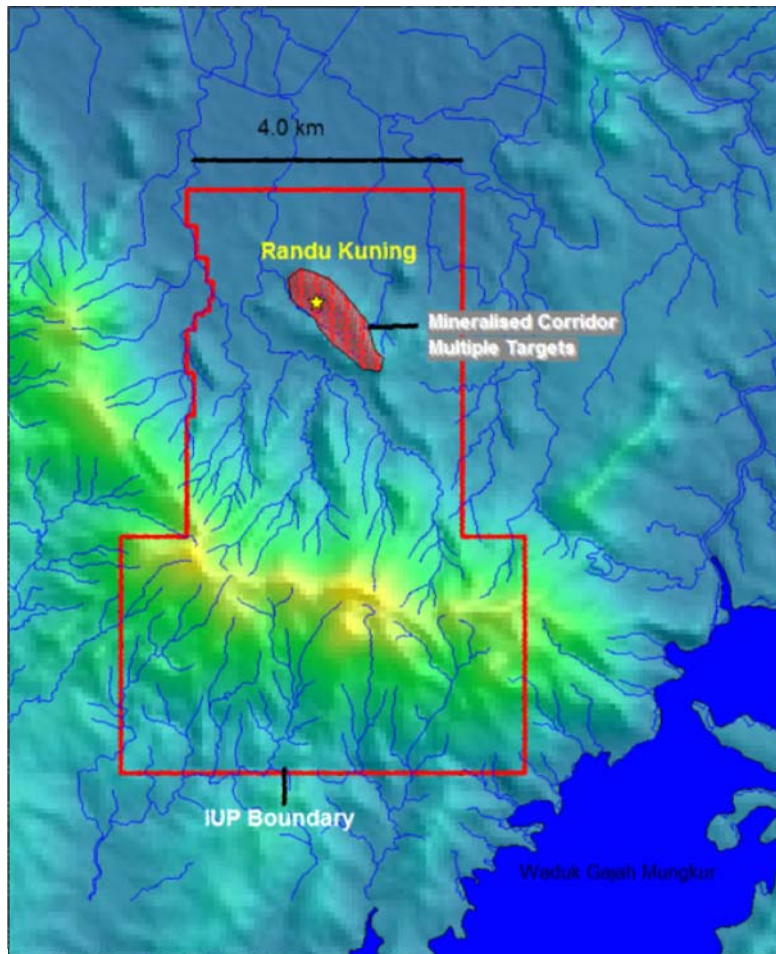 4.0 km
Randu Kuning
Mineralised Corridor
Multiple Targets
IUP Boundary
Waduk Gajah Mungkur